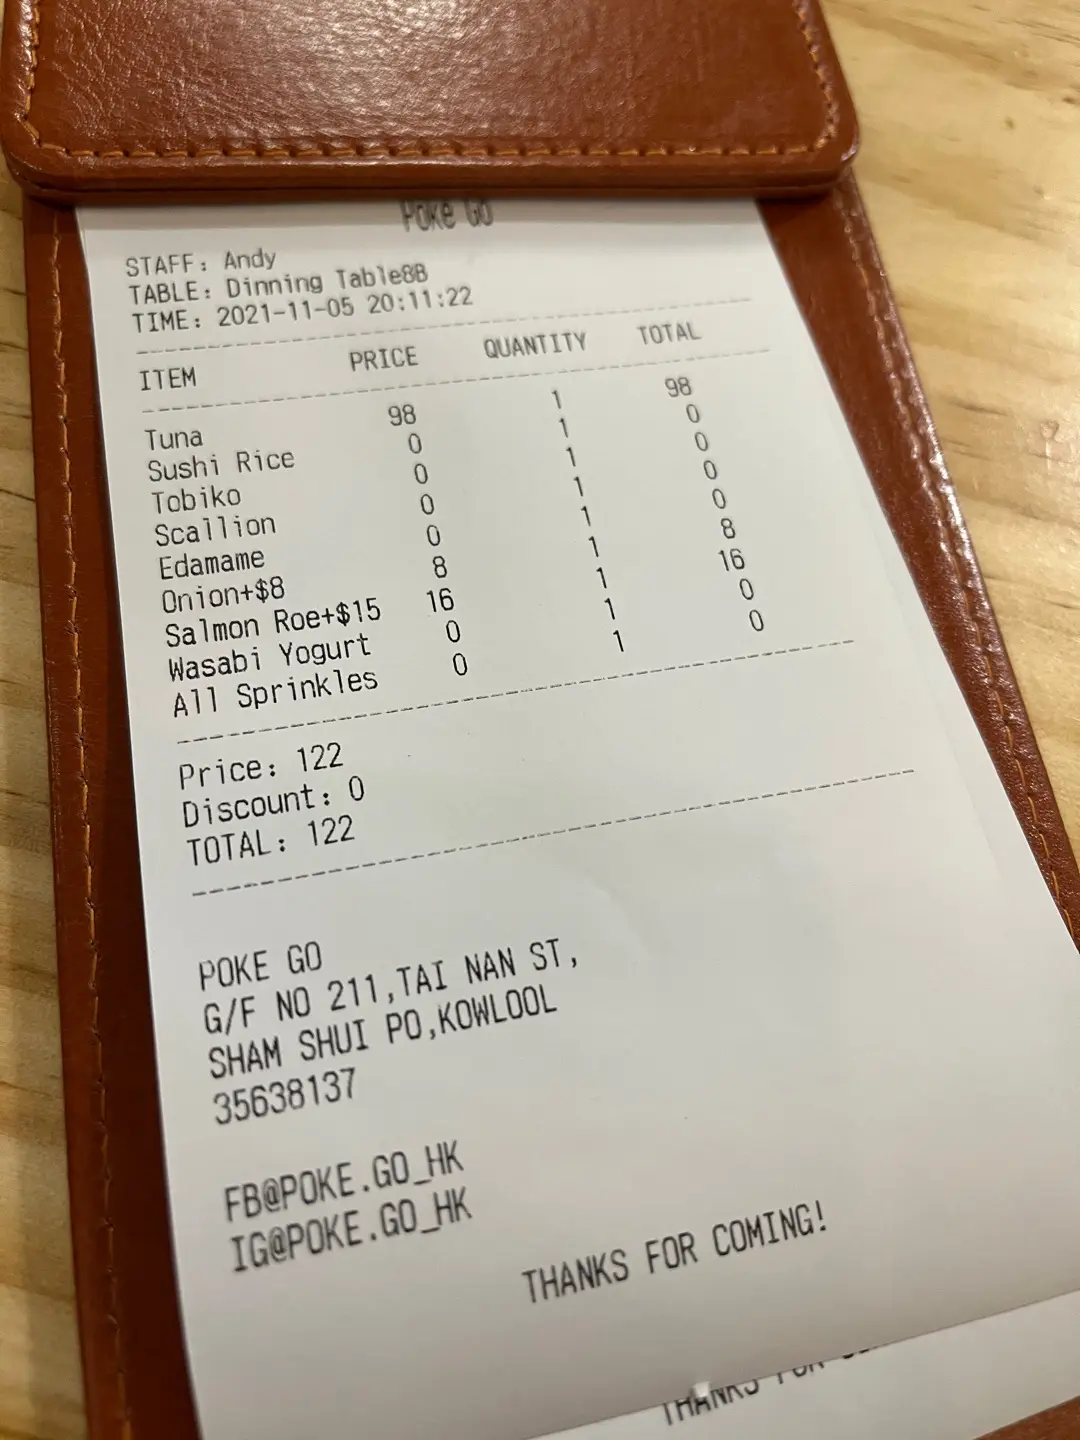 Poke Go
STAFF: Andy
TABLE: Dinning Table8B
TIME: 2021-11-05 20:11:22
ITEM PRICE QUANTITY TOTAL
Tuna 98 1 98
Sushi Rice 0 1 0
Tobiko 0 1 0
Scallion 0 1 0
Edamame 0 1 0
Onion+$8 8 1 8
Salmon Roe+$15 16 1 16
Wasabi Yogurt 0 1 0
All Sprinkles 0 1 0
Price: 122
Discount: 0
TOTAL: 122
POKE GO
G/F NO 211,TAI NAN ST,
SHAM SHUI PO,KOWLOOL
35638137
FB@POKE.GO_HK
IG@POKE.GO_HK
THANKS FOR COMING!
THANKS FOR